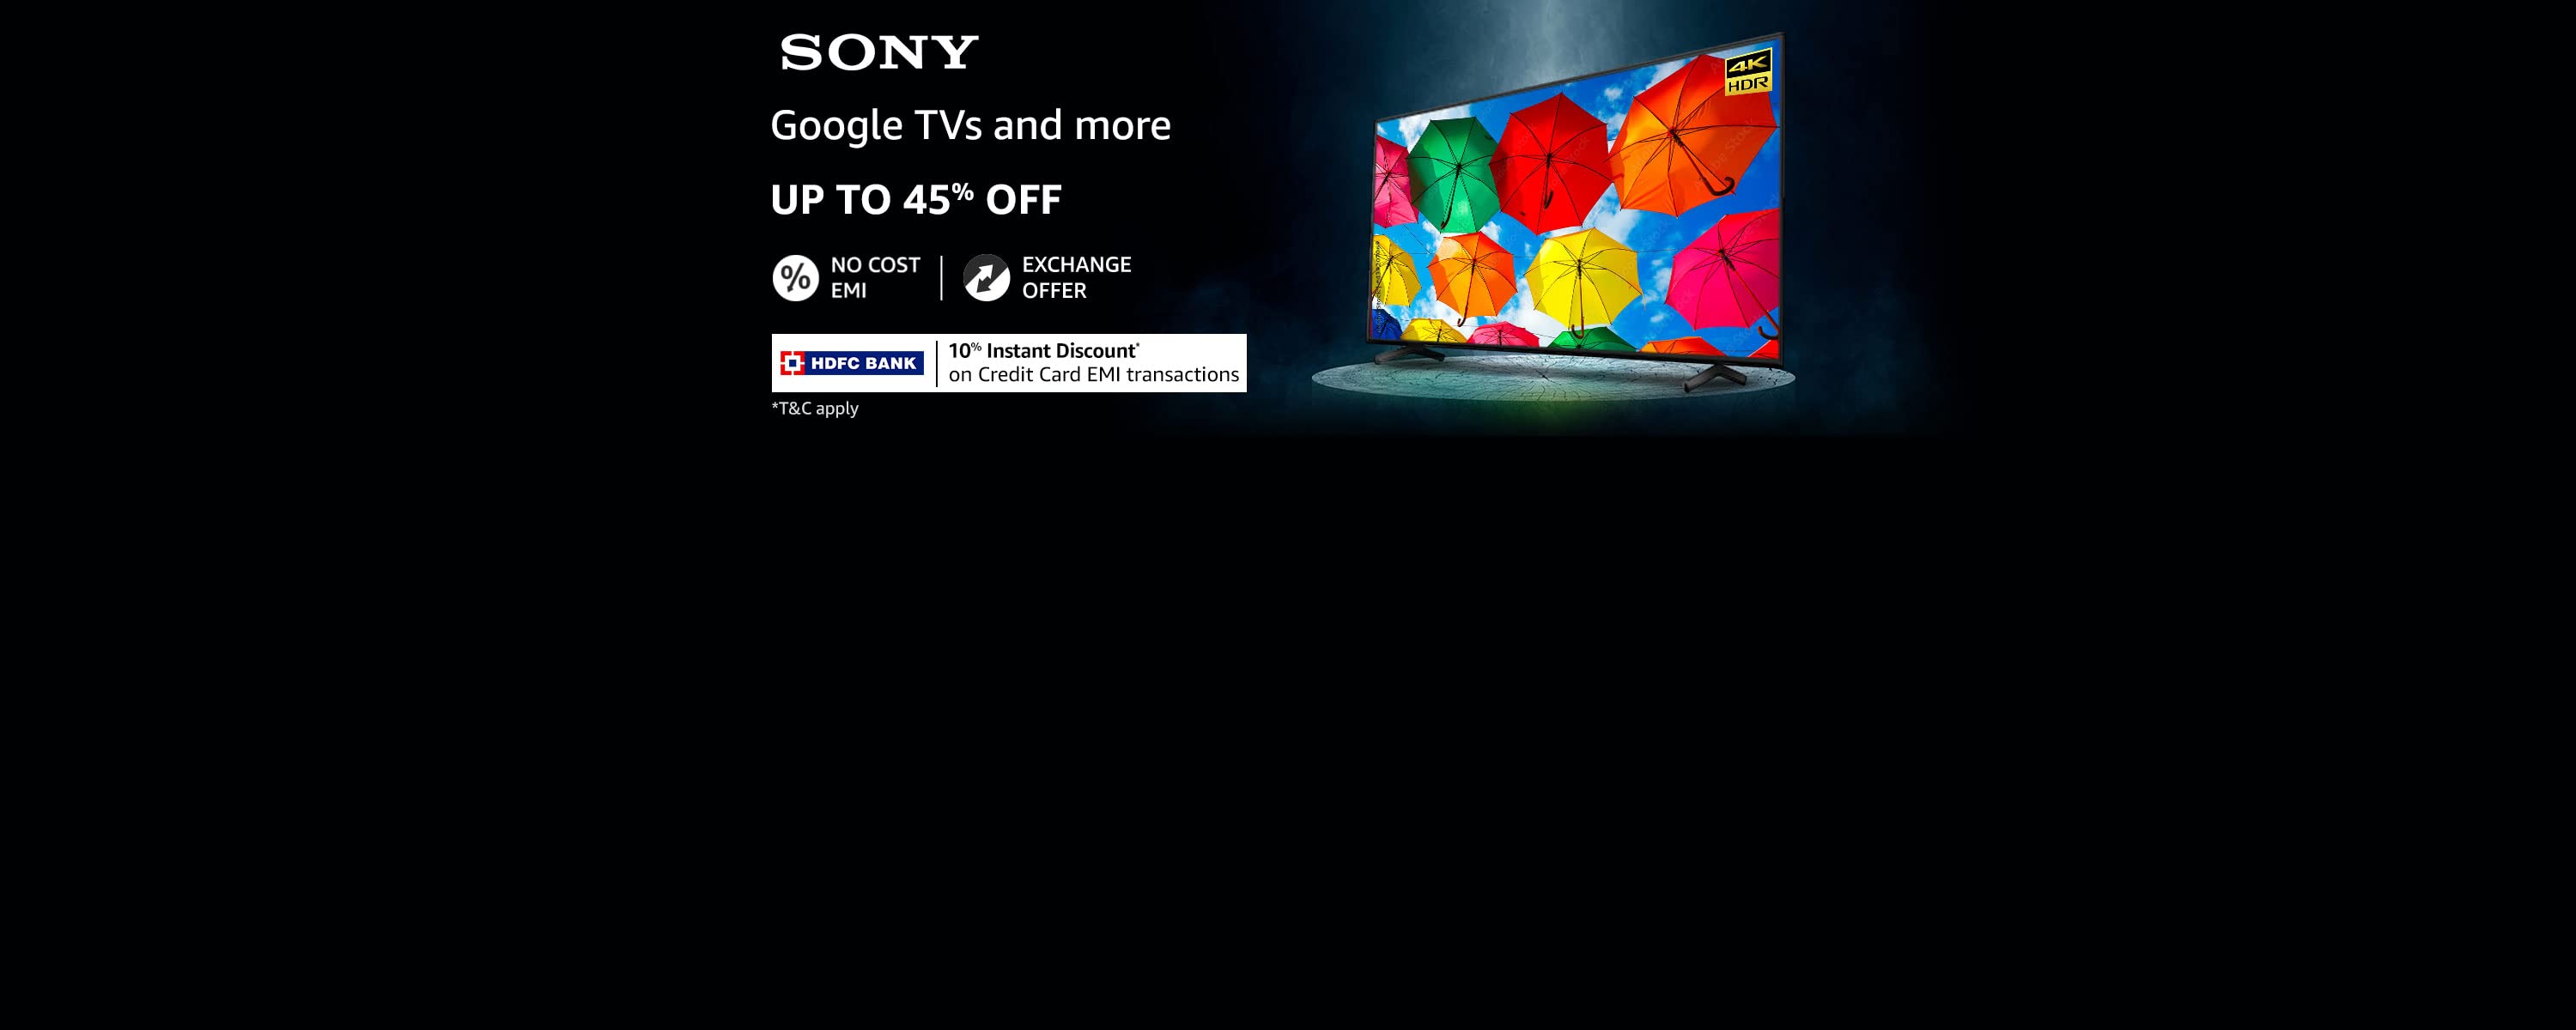 SONY
Google TVs and more
UP TO 45% OFF
NO COST
EMI
EXCHANGE
OFFER
HDFC BANK
10% Instant Discount*
on Credit Card EMI transactions
*T&C apply
4K
HDR